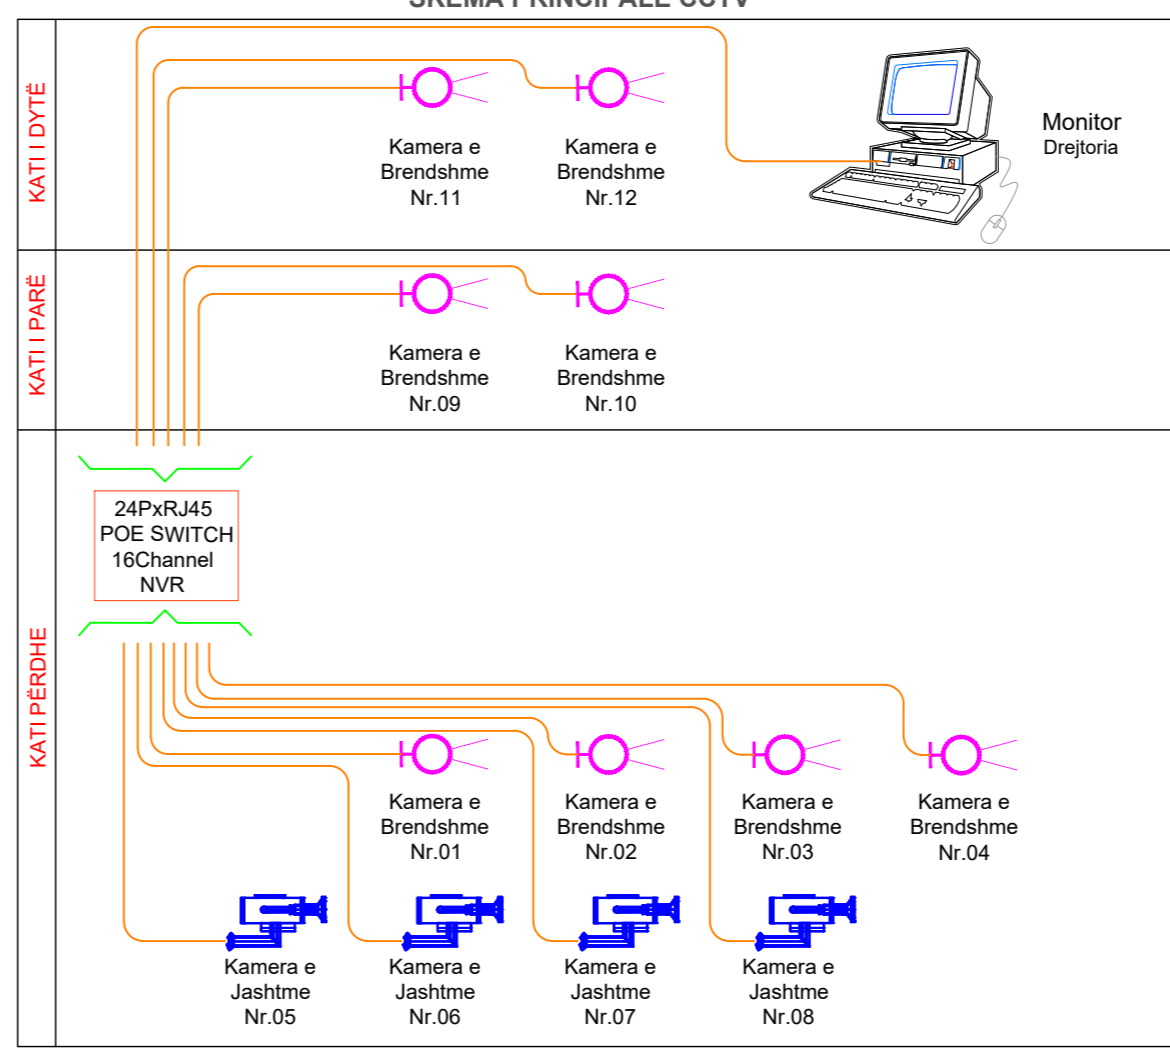 SKEMA PRINCIPALE CCTV
KATI I DYTË
Kamera e
Brendshme
Nr.11
Kamera e
Brendshme
Nr.12
Monitor
Drejtoria
KATI I PARË
Kamera e
Brendshme
Nr.09
Kamera e
Brendshme
Nr.10
KATI PËRDHE
24PxRJ45
POE SWITCH
16Channel
NVR
Kamera e
Brendshme
Nr.01
Kamera e
Brendshme
Nr.02
Kamera e
Brendshme
Nr.03
Kamera e
Brendshme
Nr.04
Kamera e
Jashtme
Nr.05
Kamera e
Jashtme
Nr.06
Kamera e
Jashtme
Nr.07
Kamera e
Jashtme
Nr.08